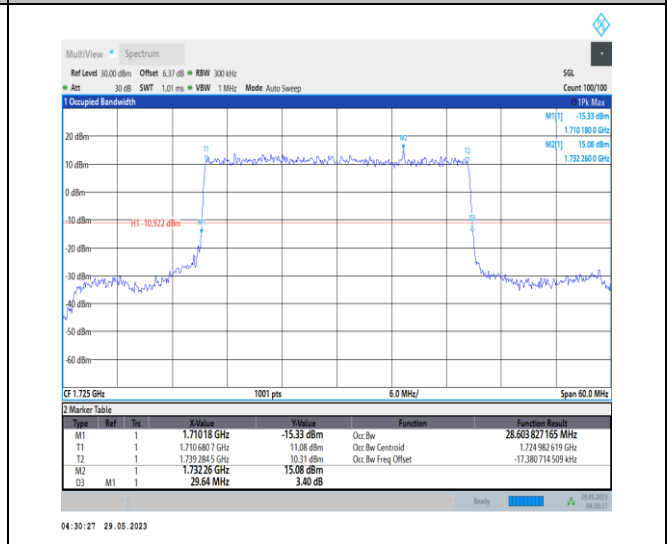 MultiView Spectrum
Ref Level 30.00 dBm Offset 6.37 dB RBW 300 kHz SGL
Att 30 dB SWT 1.01 ms VBW 1 MHz Mode Auto Sweep Count 100/100
1 Occupied Bandwidth 1Pk Max
M1[1] -15.33 dBm
1.710 180 0 GHz
M2[1] 15.08 dBm
1.732 260 0 GHz
20 dBm
T1 M2 T2
10 dBm
0 dBm
-10 dBm
H1 -10.922 dBm M1 D3
-20 dBm
-30 dBm
-40 dBm
-50 dBm
-60 dBm
CF 1.725 GHz 1001 pts 6.0 MHz/ Span 60.0 MHz
2 Marker Table
Type Ref Trc X-Value Y-Value Function Function Result
M1 1 1.71018 GHz -15.33 dBm Occ Bw 28.603 827 165 MHz
T1 1 1.710 680 7 GHz 11.08 dBm Occ Bw Centroid 1.724 982 619 GHz
T2 1 1.739 284 5 GHz 10.31 dBm Occ Bw Freq Offset -17.380 714 509 kHz
M2 1 1.73226 GHz 15.08 dBm
D3 M1 1 29.64 MHz 3.40 dB
Ready 29.05.2023
04:30:27
04:30:27 29.05.2023